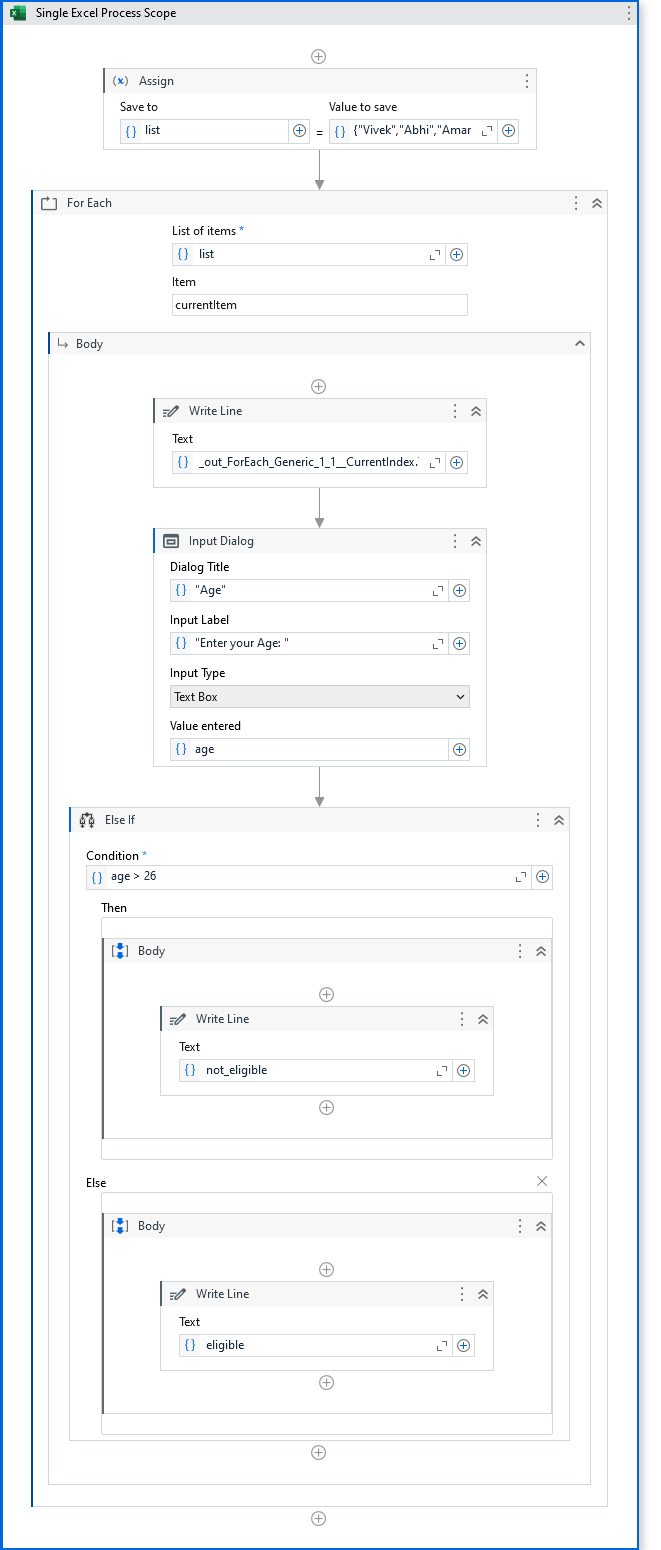 Single Excel Process Scope
Assign
Save to Value to save
{} list = {} {"Vivek","Abhi","Amar
For Each
List of items *
{} list
Item
currentItem
Body
Write Line
Text
{} _out_ForEach_Generic_1_1__CurrentIndex.
Input Dialog
Dialog Title
{} "Age"
Input Label
{} "Enter your Age: "
Input Type
Text Box
Value entered
{} age
Else If
Condition *
{} age > 26
Then
Body
Write Line
Text
{} not_eligible
Else
Body
Write Line
Text
{} eligible